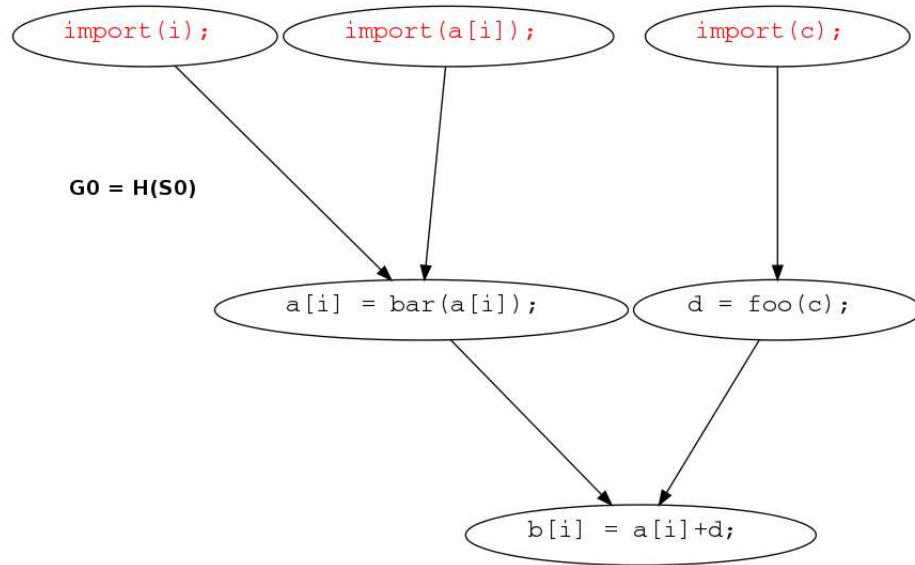 import(i);
import(a[i]);
import(c);
G0 = H(S0)
a[i] = bar(a[i]);
d = foo(c);
b[i] = a[i]+d;